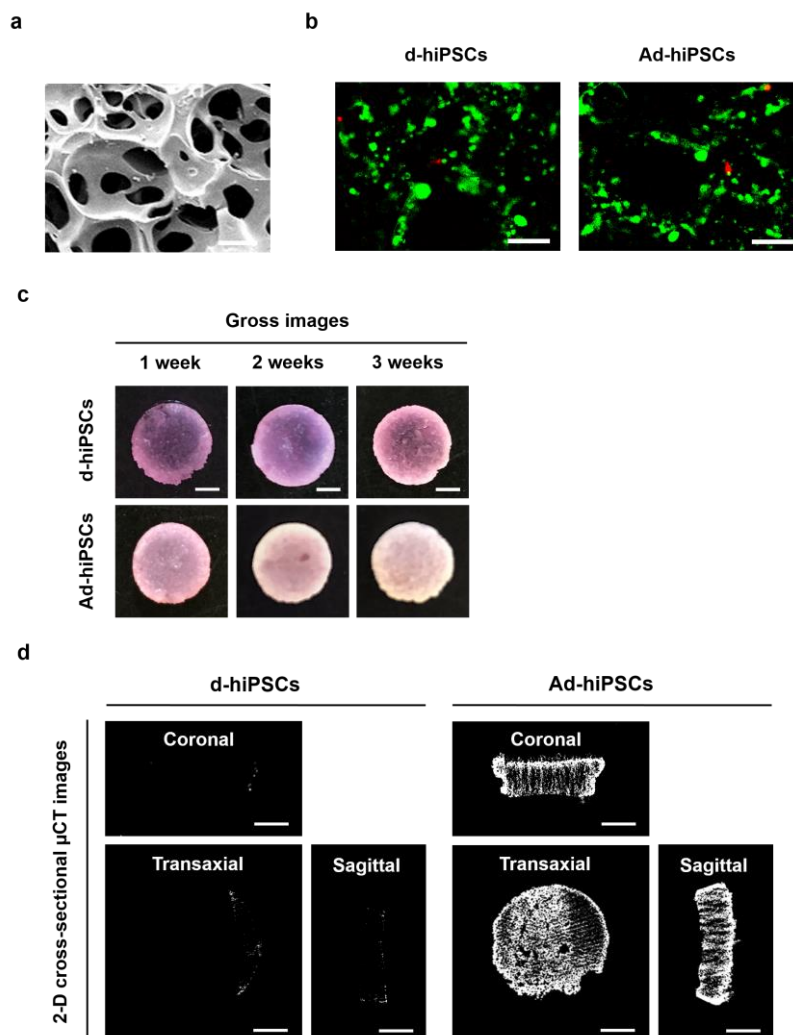 a
b
d-hiPSCs
Ad-hiPSCs
c
Gross images
1 week
2 weeks
3 weeks
d-hiPSCs
Ad-hiPSCs
d
d-hiPSCs
Ad-hiPSCs
2-D cross-sectional µCT images
Coronal
Coronal
Transaxial
Sagittal
Transaxial
Sagittal